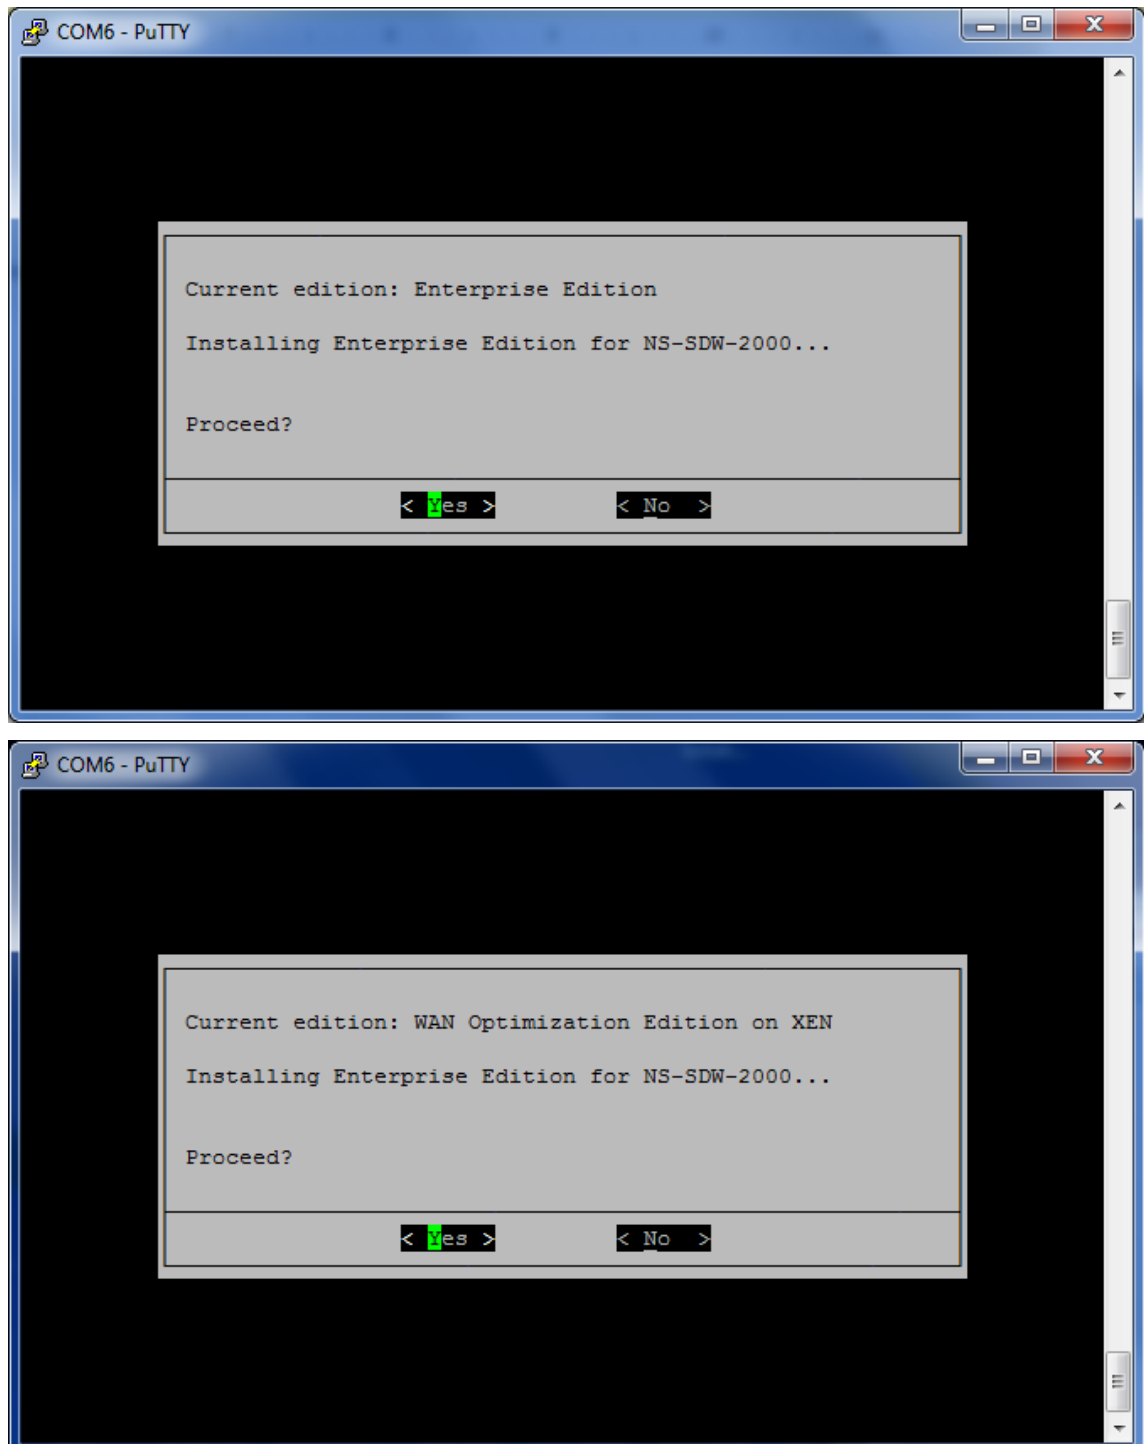 COM6 - PuTTY
Current edition: Enterprise Edition
Installing Enterprise Edition for NS-SDW-2000...
Proceed?
< Yes > < No >
COM6 - PuTTY
Current edition: WAN Optimization Edition on XEN
Installing Enterprise Edition for NS-SDW-2000...
Proceed?
< Yes > < No >